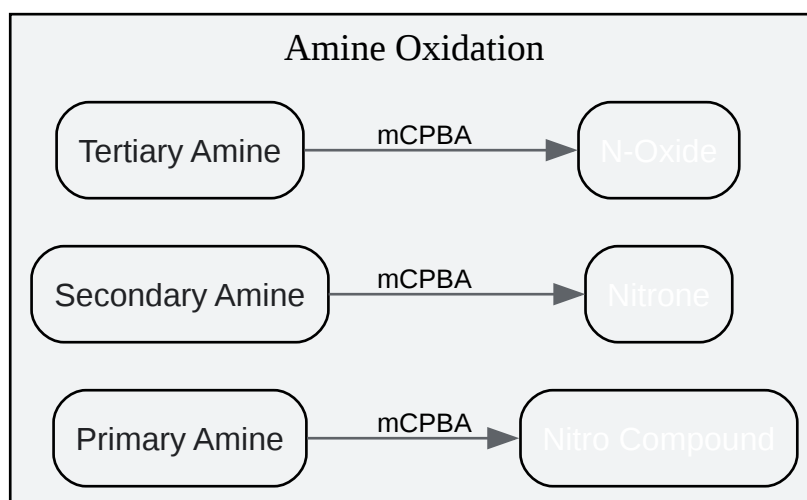 Amine Oxidation
Tertiary Amine mCPBA N-Oxide
Secondary Amine mCPBA Nitrone
Primary Amine mCPBA Nitro Compound